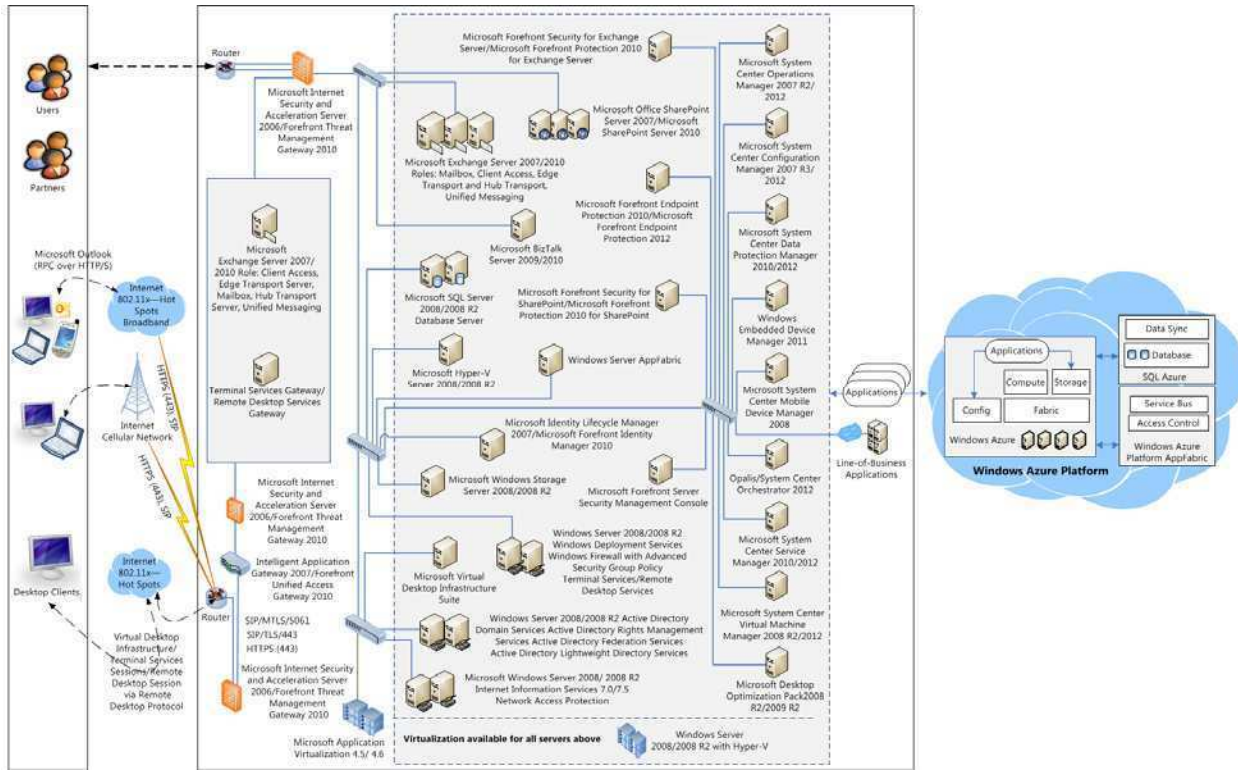 Users
Partners
Microsoft Outlook
(RPC over HTTP/S)
Internet
802.11x—Hot
Spots
Broadband
HTTPS (443), SIP
Internet
Cellular Network
HTTPS (443), SIP
Desktop Clients
Internet
802.11x—
Hot Spots
Virtual Desktop
Infrastructure/
Terminal Services
Sessions/Remote
Desktop Session
via Remote
Desktop Protocol
Router
Microsoft Internet
Security and
Acceleration Server
2006/Forefront Threat
Management
Gateway 2010
Microsoft
Exchange Server 2007/
2010 Role: Client Access,
Edge Transport Server,
Mailbox, Hub Transport
Server, Unified Messaging
Terminal Services Gateway/
Remote Desktop Services
Gateway
Microsoft Internet
Security and
Acceleration Server
2006/Forefront Threat
Management
Gateway 2010
Intelligent Application
Gateway 2007/Forefront
Unified Access
Gateway 2010
Router
SIP/MTLS/5061
SIP/TLS/443
HTTPS (443)
Microsoft Internet Security
and Acceleration Server
2006/Forefront Threat
Management
Gateway 2010
Microsoft Application
Virtualization 4.5/ 4.6
Microsoft Forefront Security for Exchange
Server/Microsoft Forefront Protection 2010
for Exchange Server
Microsoft Office SharePoint
Server 2007/Microsoft
SharePoint Server 2010
Microsoft Exchange Server 2007/2010
Roles: Mailbox, Client Access, Edge
Transport and Hub Transport,
Unified Messaging
Microsoft Forefront Endpoint
Protection 2010/Microsoft
Forefront Endpoint
Protection 2012
Microsoft BizTalk
Server 2009/2010
Microsoft SQL Server
2008/2008 R2
Database Server
Microsoft Forefront Security for
SharePoint/Microsoft Forefront
Protection 2010 for SharePoint
Microsoft Hyper-V
Server 2008/2008 R2
Windows Server AppFabric
Microsoft Identity Lifecycle Manager
2007/Microsoft Forefront Identity
Manager 2010
Microsoft Windows Storage
Server 2008/2008 R2
Microsoft Forefront Server
Security Management Console
Microsoft Virtual
Desktop Infrastructure
Suite
Windows Server 2008/2008 R2
Windows Deployment Services
Windows Firewall with Advanced
Security Group Policy
Terminal Services/Remote
Desktop Services
Windows Server 2008/2008 R2 Active Directory
Domain Services Active Directory Rights Management
Services Active Directory Federation Services
Active Directory Lightweight Directory Services
Microsoft Windows Server 2008/ 2008 R2
Internet Information Services 7.0/7.5
Network Access Protection
Virtualization available for all servers above
Windows Server
2008/2008 R2 with Hyper-V
Microsoft System
Center Operations
Manager 2007 R2/
2012
Microsoft System
Center Configuration
Manager 2007 R3/
2012
Microsoft System
Center Data
Protection Manager
2010/2012
Windows
Embedded Device
Manager 2011
Microsoft System
Center Mobile
Device Manager
2008
Opalis/System Center
Orchestrator 2012
Microsoft System
Center Service
Manager 2010/2012
Microsoft System Center
Virtual Machine
Manager 2008 R2/2012
Microsoft Desktop
Optimization Pack2008
R2/2009 R2
Applications
Line-of-Business
Applications
Applications
Compute
Storage
Config
Fabric
Windows Azure
Windows Azure Platform
Data Sync
Database
SQL Azure
Service Bus
Access Control
Windows Azure
Platform AppFabric